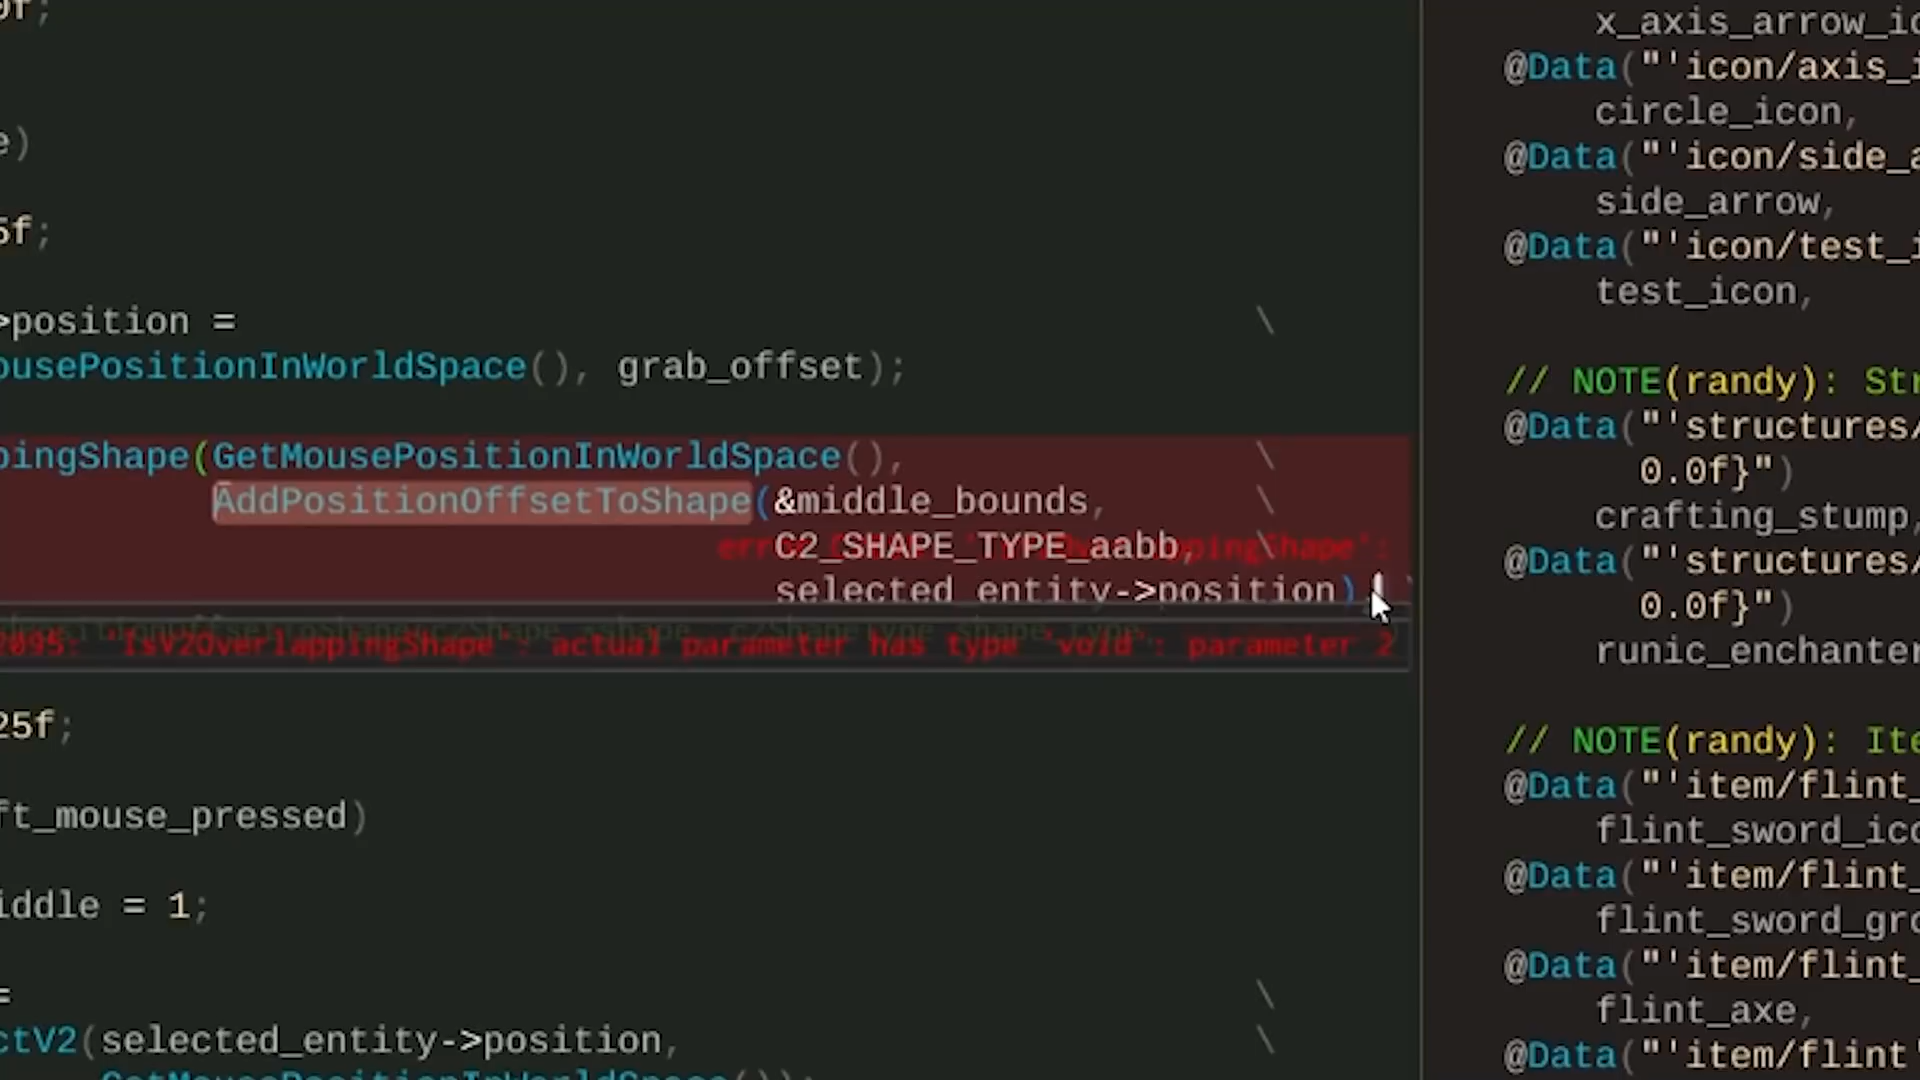 0f;
e)
5f;
>position = \
ousePositionInWorldSpace(), grab_offset);
pingShape(GetMousePositionInWorldSpace(), \
AddPositionOffsetToShape(&middle_bounds, \
C2_SHAPE_TYPE_aabb, \
selected_entity->position)
2095: 'IsV2OverlappingShape': actual parameter has type 'void': parameter 2
25f;
ft_mouse_pressed)
iddle = 1;
= \
ctV2(selected_entity->position, \
GetMousePositionInWorldSpace());
x_axis_arrow_ic
@Data("'icon/axis_i
circle_icon,
@Data("'icon/side_a
side_arrow,
@Data("'icon/test_i
test_icon,
// NOTE(randy): Str
@Data("'structures/
0.0f}")
crafting_stump,
@Data("'structures/
0.0f}")
runic_enchanter
// NOTE(randy): Ite
@Data("'item/flint_
flint_sword_ico
@Data("'item/flint_
flint_sword_gro
@Data("'item/flint_
flint_axe,
@Data("'item/flint'